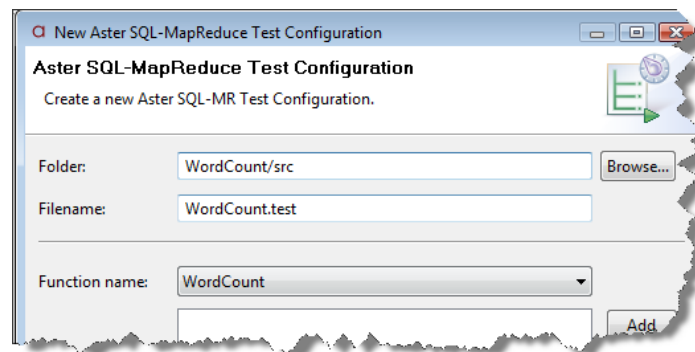 New Aster SQL-MapReduce Test Configuration
Aster SQL-MapReduce Test Configuration
Create a new Aster SQL-MR Test Configuration.
Folder: WordCount/src Browse...
Filename: WordCount.test
Function name: WordCount
Add